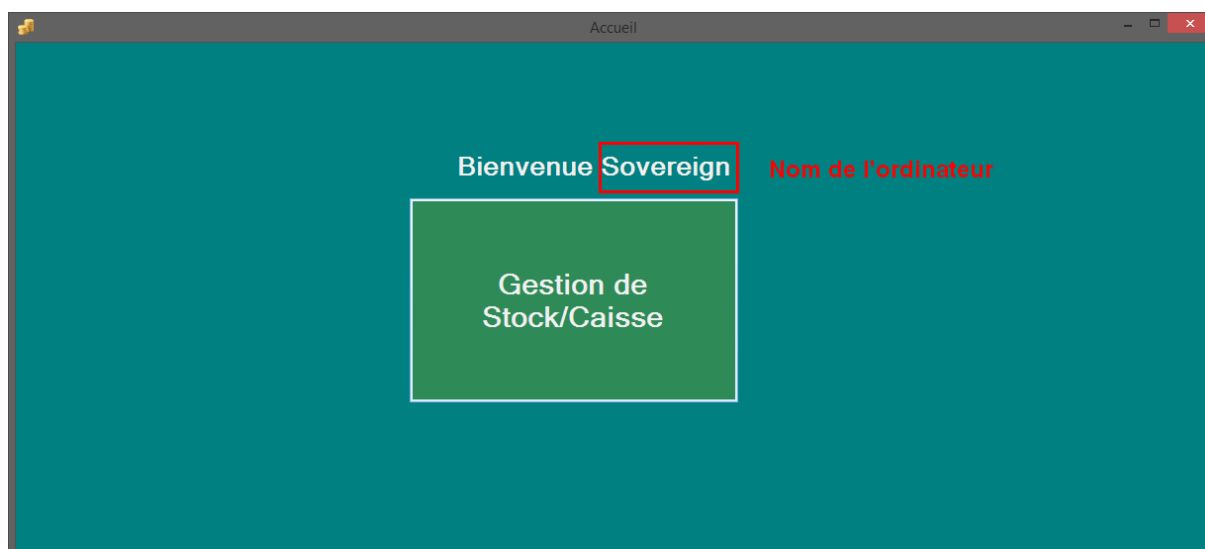 Accueil
Bienvenue Sovereign Nom de l'ordinateur
Gestion de
Stock/Caisse